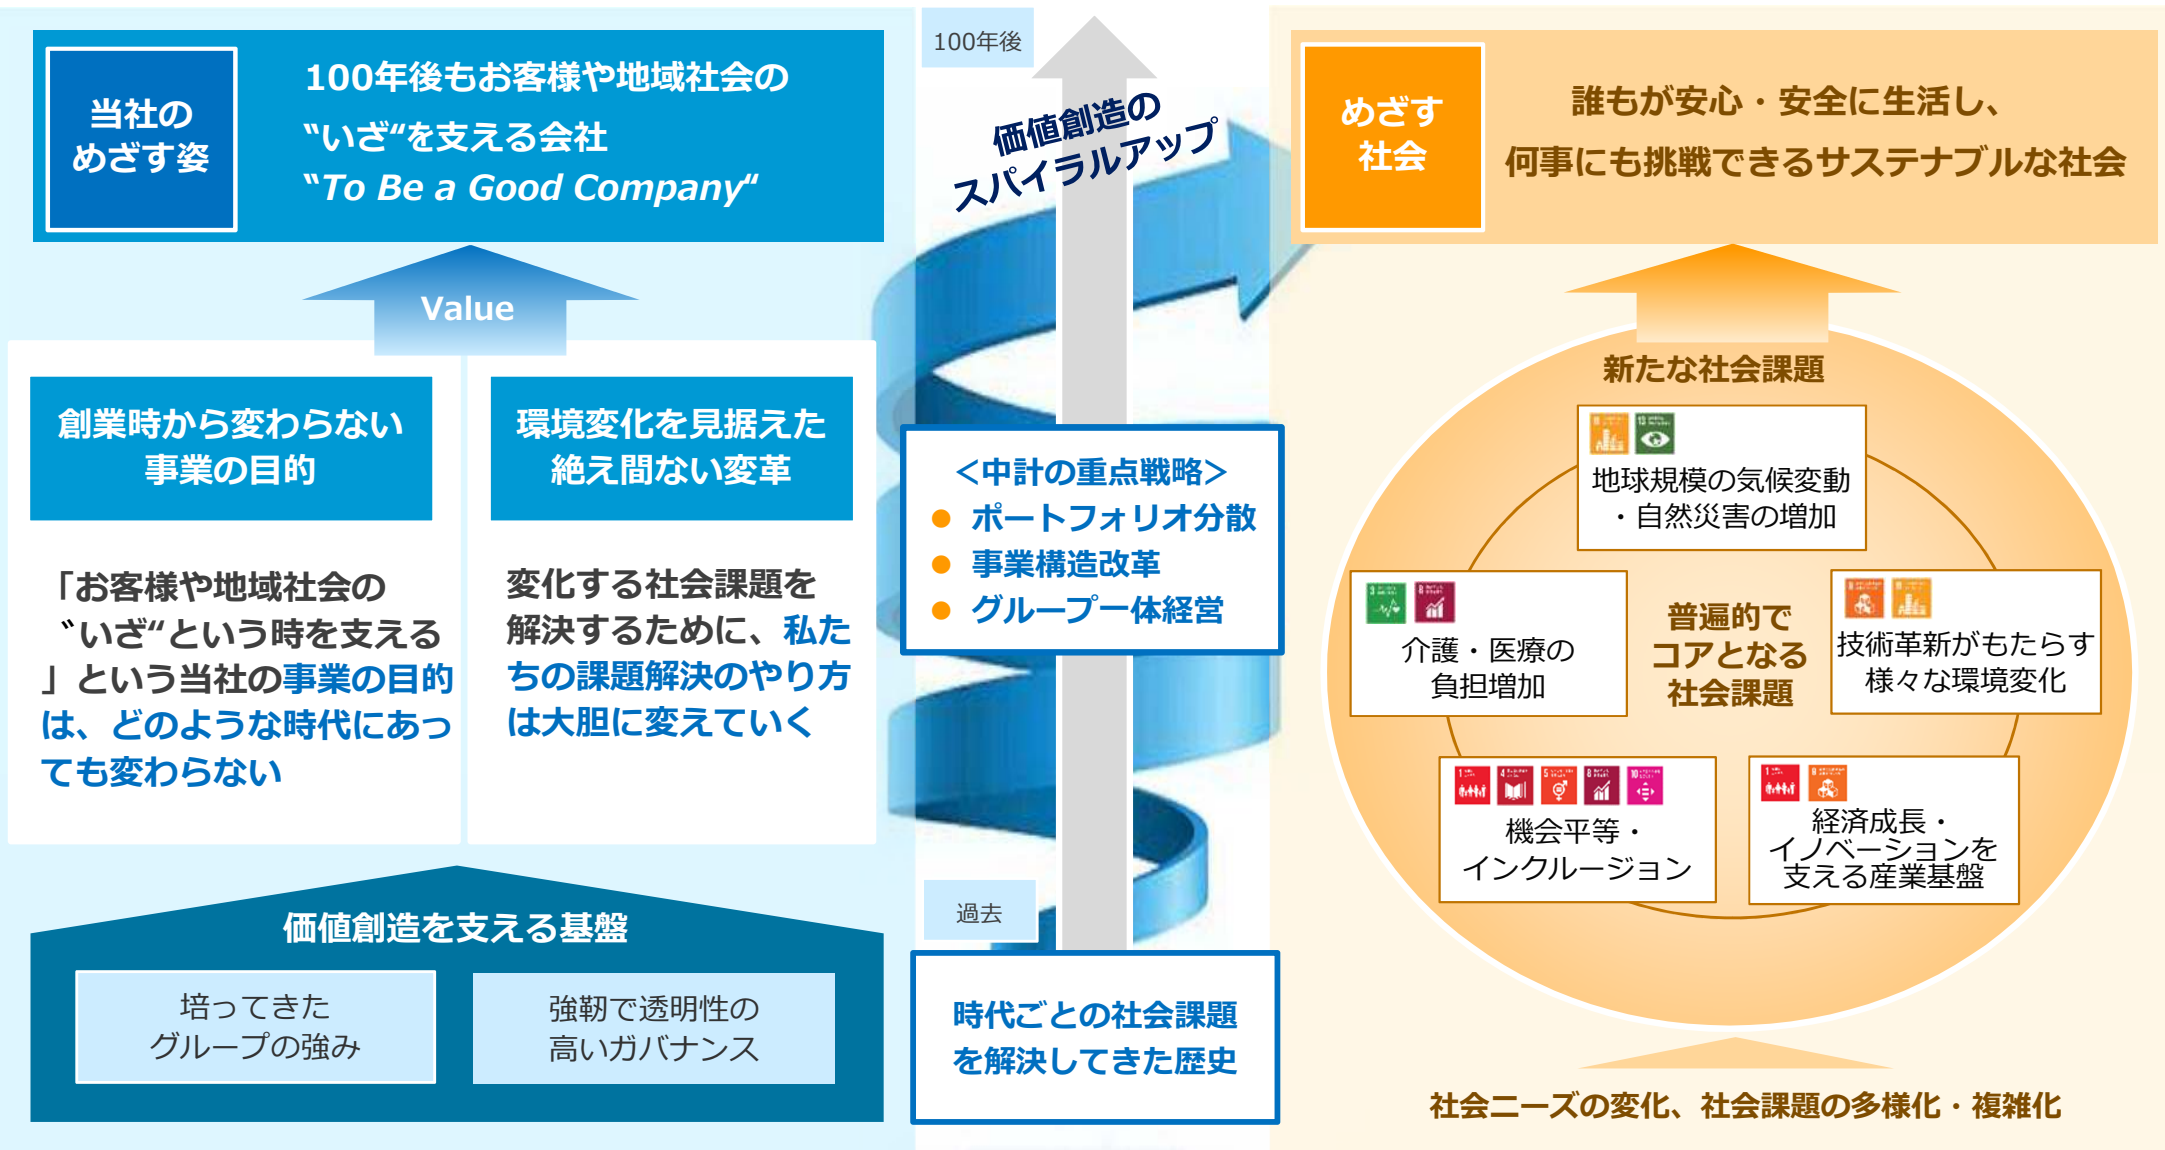 当社の
めざす姿
100年後もお客様や地域社会の
〝いざ“を支える会社
〝To Be a Good Company“
Value
創業時から変わらない
事業の目的
「お客様や地域社会の
〝いざ“という時を支える
」という当社の事業の目的
は、どのような時代にあっ
ても変わらない
環境変化を見据えた
絶え間ない変革
変化する社会課題を
解決するために、私た
ちの課題解決のやり方
は大胆に変えていく
価値創造を支える基盤
培ってきた
グループの強み
強靭で透明性の
高いガバナンス
100年後
価値創造の
スパイラルアップ
＜中計の重点戦略＞
● ポートフォリオ分散
● 事業構造改革
● グループ一体経営
過去
時代ごとの社会課題
を解決してきた歴史
めざす
社会
誰もが安心・安全に生活し、
何事にも挑戦できるサステナブルな社会
新たな社会課題
地球規模の気候変動
・自然災害の増加
介護・医療の
負担増加
普遍的で
コアとなる
社会課題
技術革新がもたらす
様々な環境変化
機会平等・
インクルージョン
経済成長・
イノベーションを
支える産業基盤
社会ニーズの変化、社会課題の多様化・複雑化